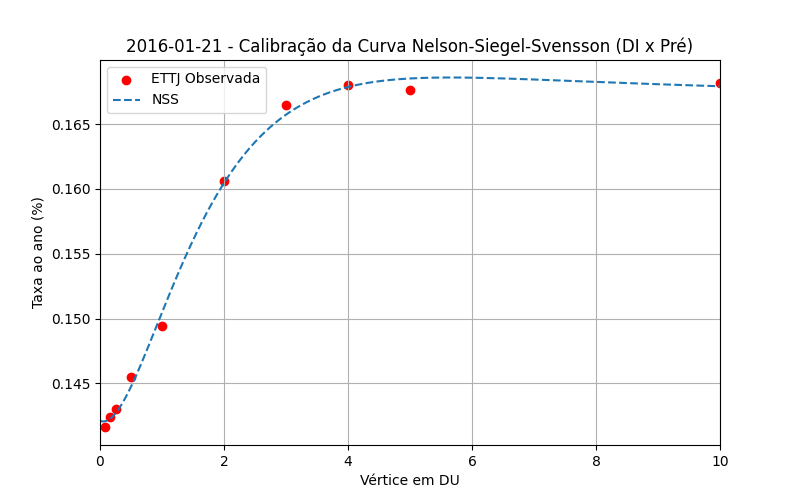 2016-01-21 - Calibração da Curva Nelson-Siegel-Svensson (DI x Pré)
ETTJ Observada
NSS
Taxa ao ano (%)
0.165
0.160
0.155
0.150
0.145
0 2 4 6 8 10
Vértice em DU